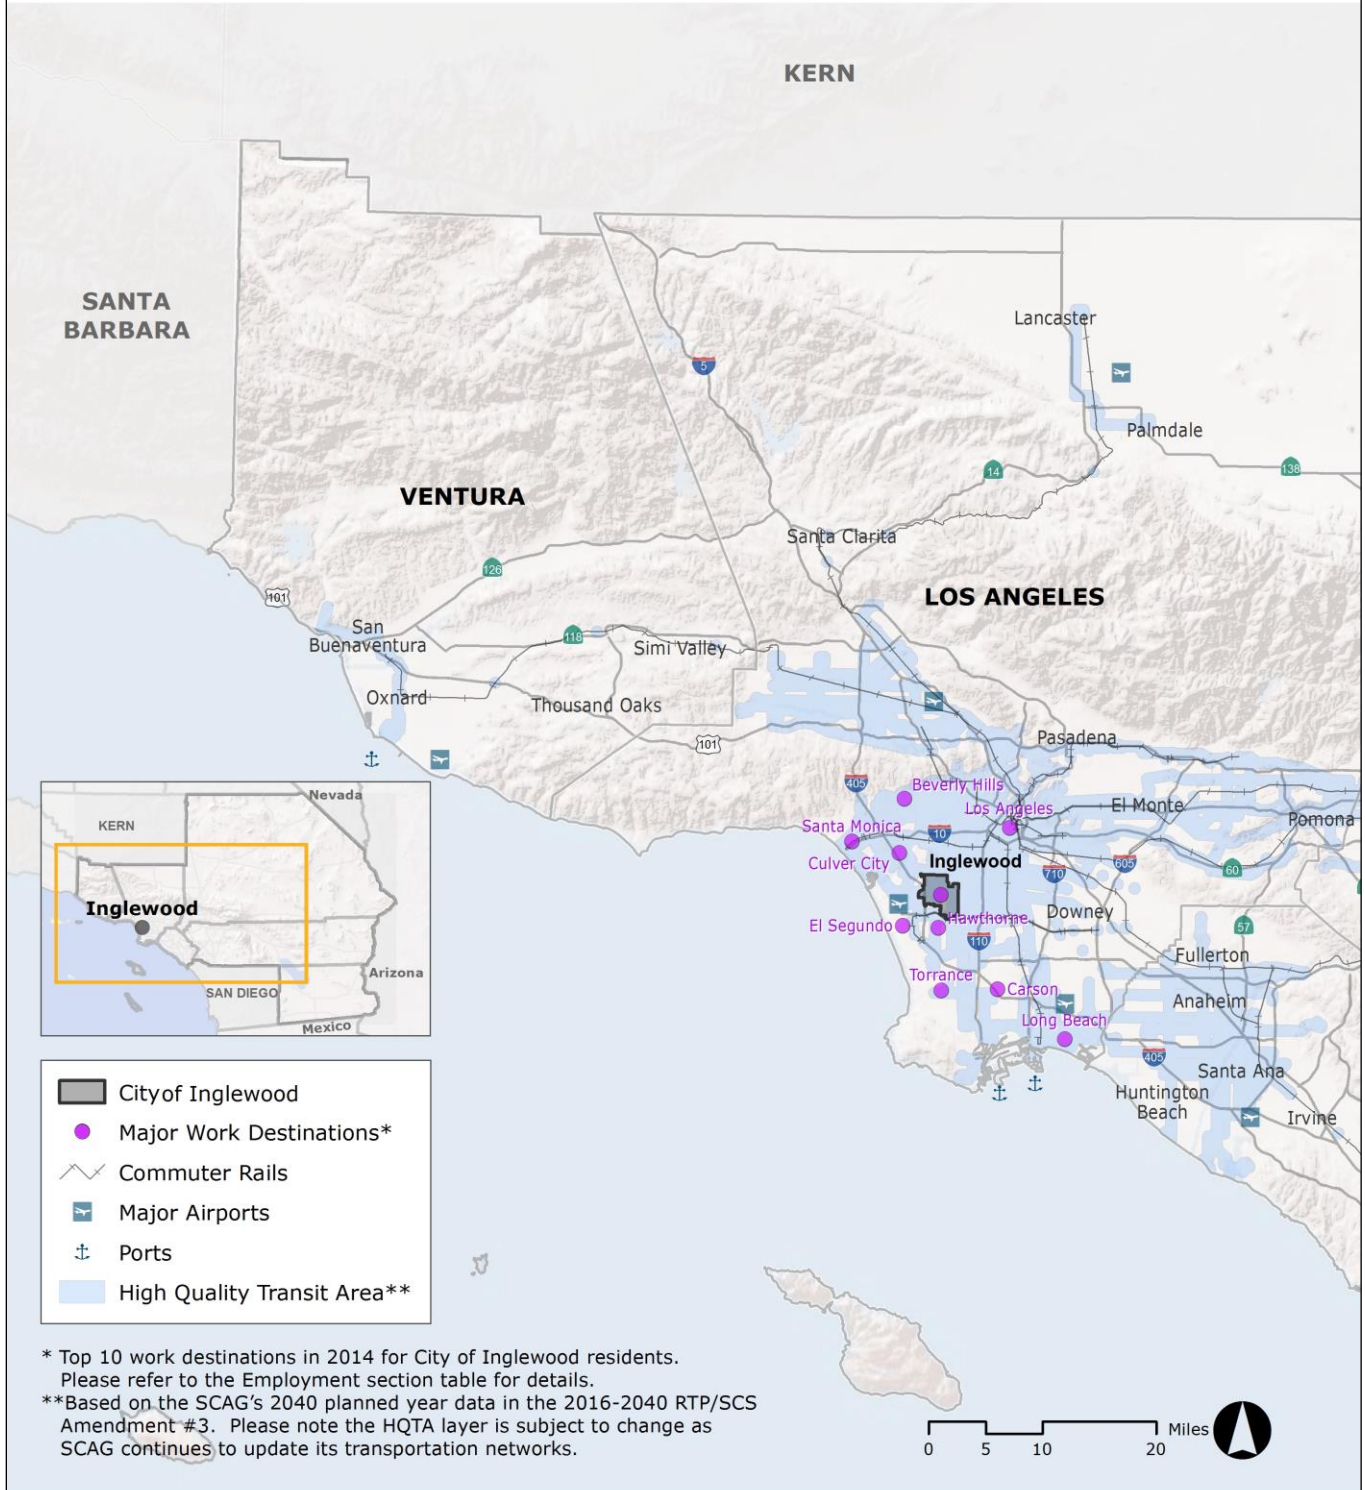 KERN
SANTA
BARBARA
Lancaster
5
Palmdale
14
138
VENTURA
Santa Clarita
126
LOS ANGELES
101
San
Buenaventura
118
Simi Valley
Oxnard
Thousand Oaks
101
Pasadena
405
Beverly Hills
Los Angeles
El Monte
Pomona
Santa Monica
10
Culver City
Inglewood
710
605
60
Hawthorne
Downey
El Segundo
110
57
Fullerton
Torrance
Carson
Anaheim
Long Beach
405
Santa Ana
Huntington
Beach
Irvine
Nevada
KERN
Inglewood
Arizona
SAN DIEGO
Mexico
City of Inglewood
Major Work Destinations*
Commuter Rails
Major Airports
Ports
High Quality Transit Area**
* Top 10 work destinations in 2014 for City of Inglewood residents.
Please refer to the Employment section table for details.
**Based on the SCAG's 2040 planned year data in the 2016-2040 RTP/SCS
Amendment #3. Please note the HQTA layer is subject to change as
SCAG continues to update its transportation networks.
Miles
0 5 10 20